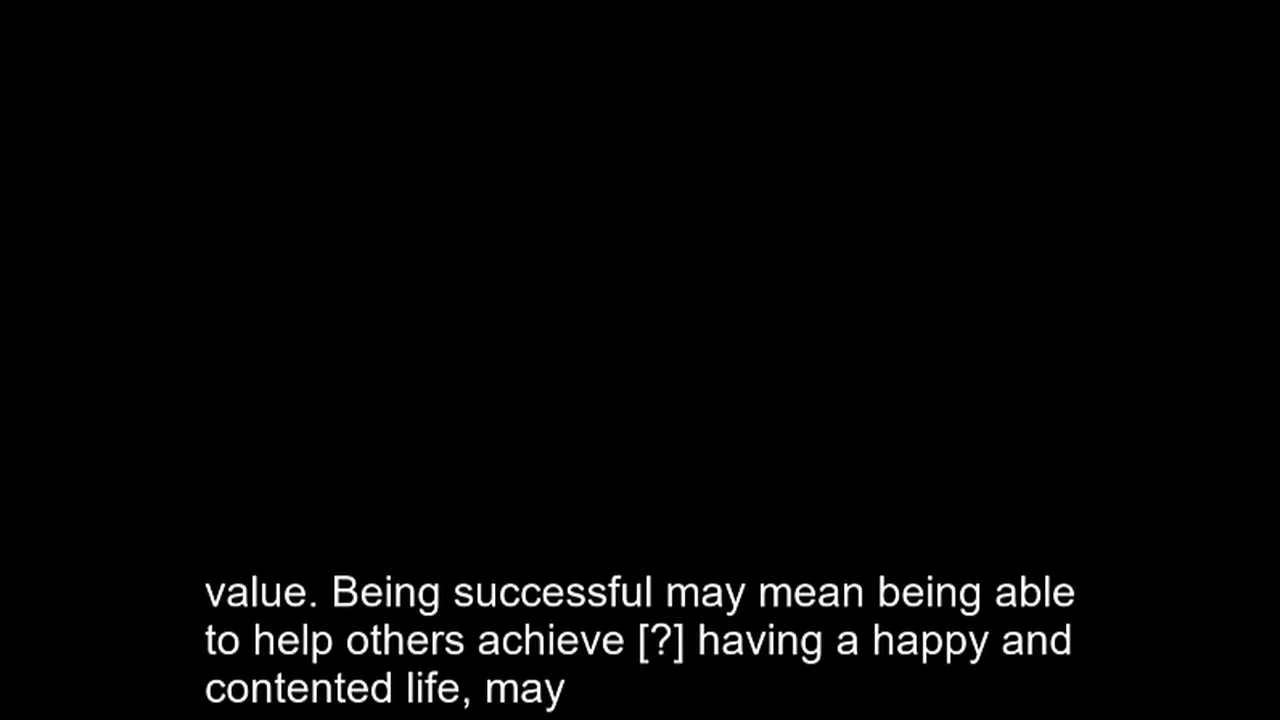 value. Being successful may mean being able
to help others achieve [?] having a happy and
contented life, may